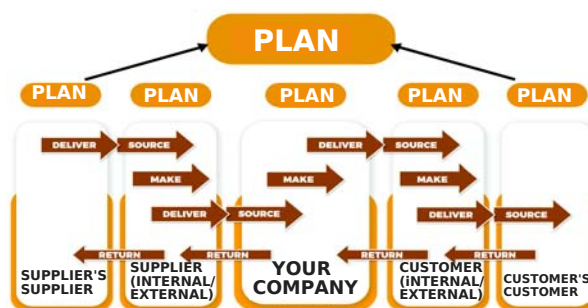 PLAN
PLAN PLAN PLAN PLAN PLAN
DELIVER SOURCE DELIVER SOURCE
MAKE MAKE MAKE
DELIVER SOURCE DELIVER SOURCE
RETURN RETURN RETURN RETURN
SUPPLIER'S
SUPPLIER
SUPPLIER
(INTERNAL/
EXTERNAL)
YOUR
COMPANY
CUSTOMER
(iNTERNAL/
EXTERNAL)
CUSTOMER'S
CUSTOMER